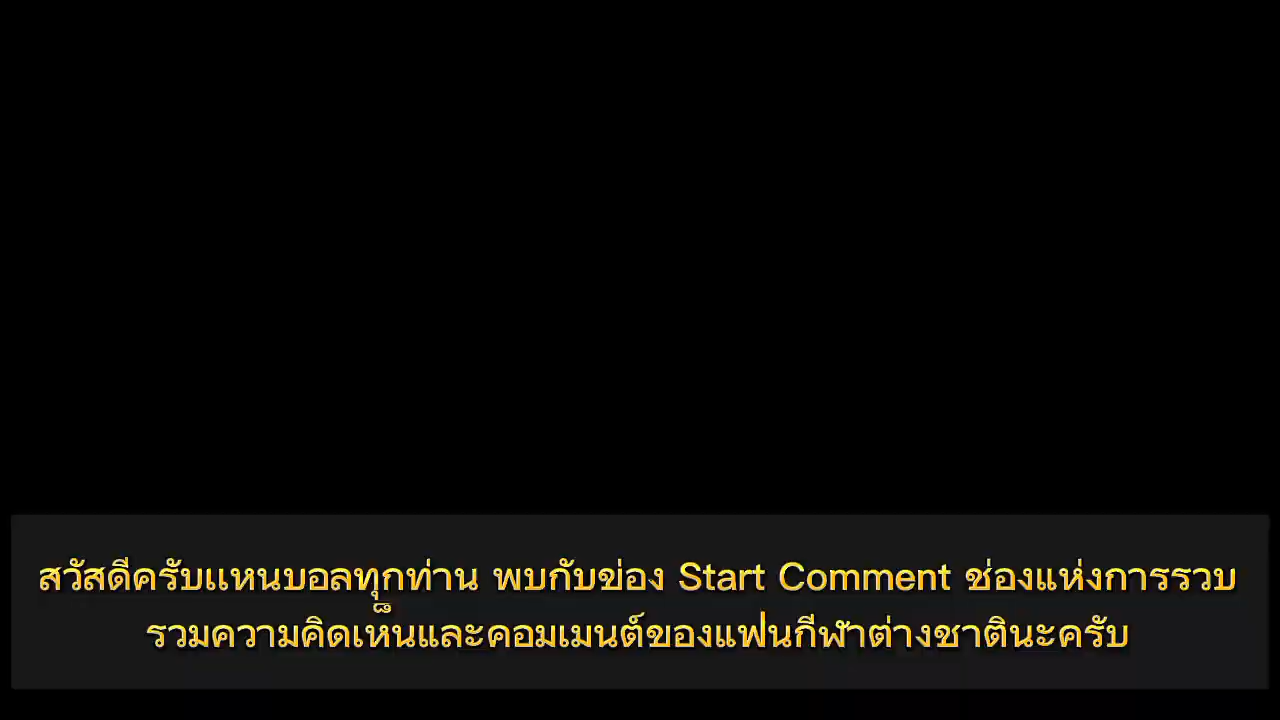 สวัสดีครับแหนบอลทุกท่าน พบกับข่อง Start Comment ช่องแห่งการรวบ
รวมความคิดเห็นและคอมเมนต์ของแฟนกีฬาต่างชาตินะครับ